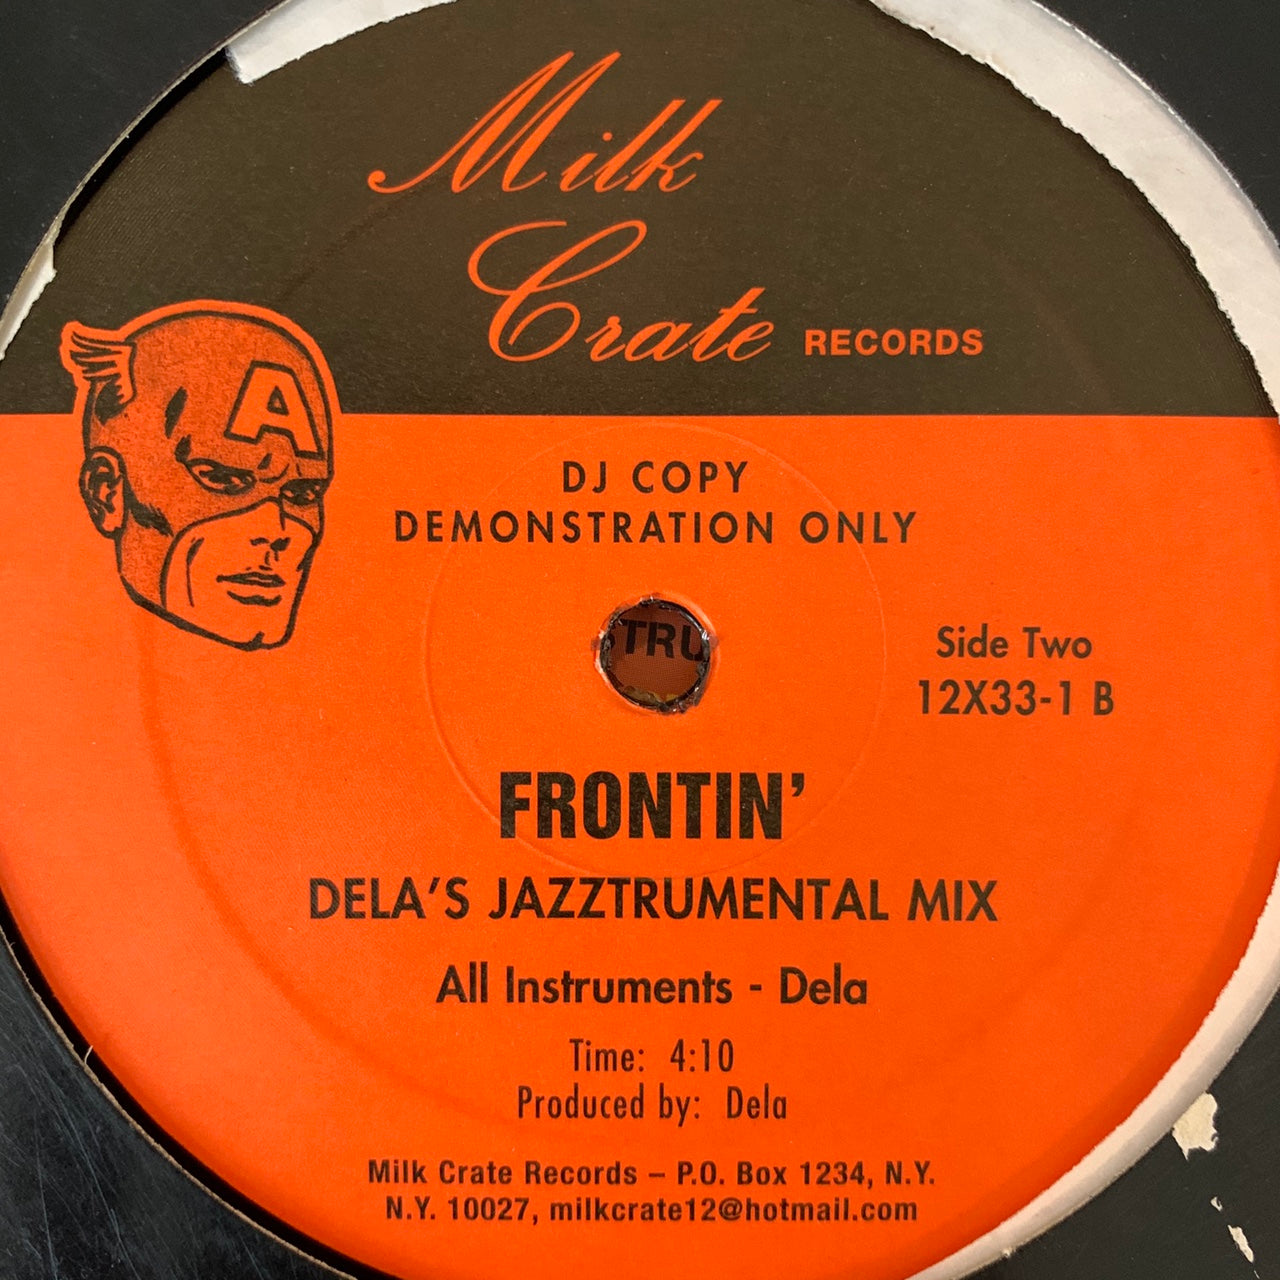 Milk
Crate RECORDS
A
DJ COPY
DEMONSTRATION ONLY
STRU
Side Two
12X33-1 B
FRONTIN'
DELA'S JAZZTRUMENTAL MIX
All Instruments - Dela
Time: 4:10
Produced by: Dela
Milk Crate Records – P.O. Box 1234, N.Y.
N.Y. 10027, milkcrate12@hotmail.com